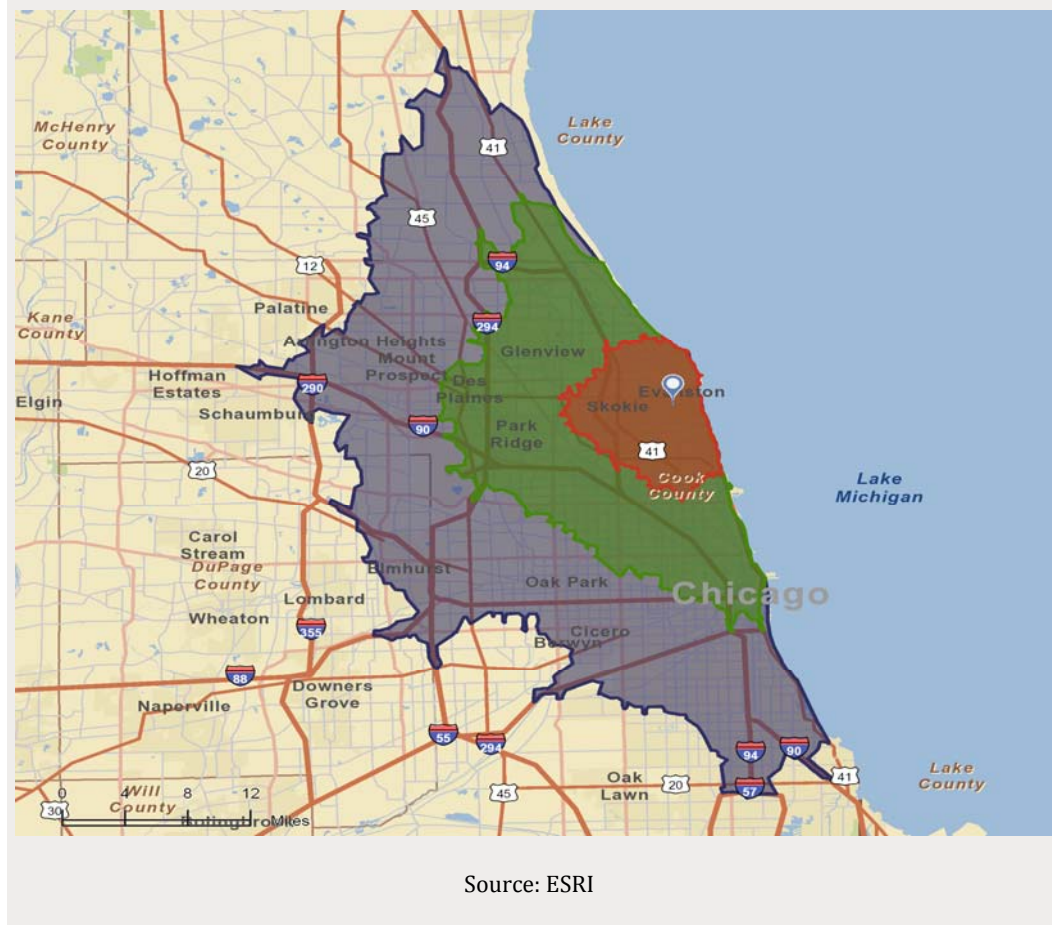 Lake
County
McHenry
County
41
45
12
94
Palatine
Kane
County
294
Arlington Heights
Mount
Prospect
Glenview
Hoffman
Estates
290
Des
Plaines
Evanston
Elgin
Schaumburg
Skokie
90
Park
Ridge
41
20
Cook
County
Lake
Michigan
Carol
Stream
DuPage
County
Elmhurst
Oak Park
Chicago
Lombard
Wheaton
355
Cicero
Berwyn
88
Downers
Grove
Naperville
55
294
94
90
41
Oak
Lawn
20
57
45
Lake
County
Will
County
30
0 4 8 12
Miles
Source: ESRI